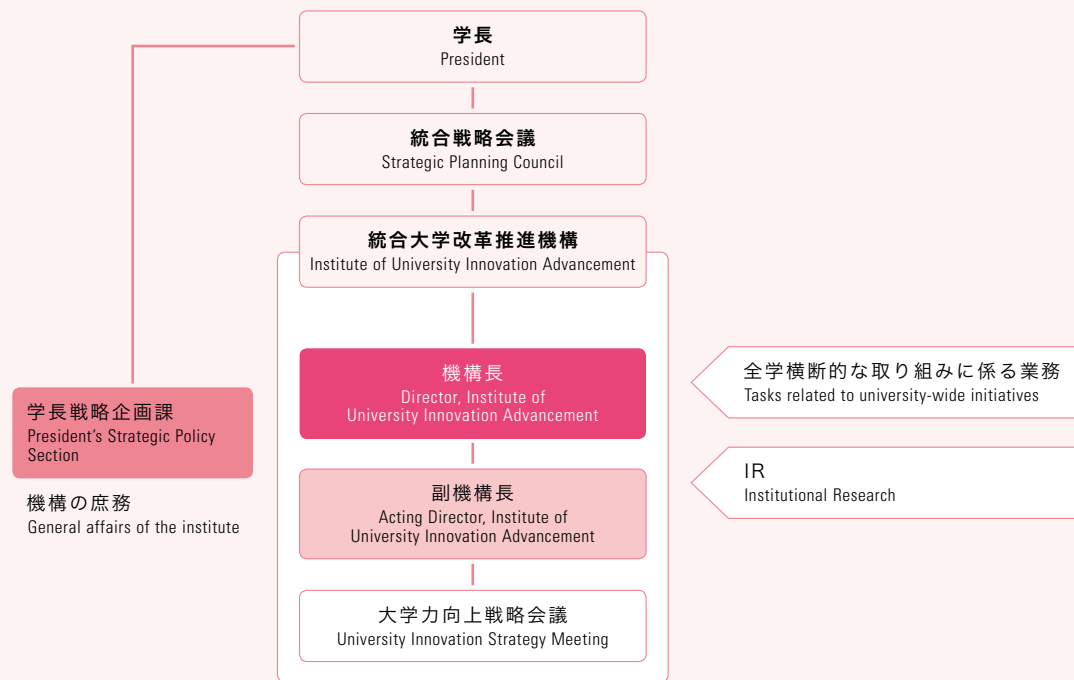 学長
President
統合戦略会議
Strategic Planning Council
統合大学改革推進機構
Institute of University Innovation Advancement
機構長
Director, Institute of
University Innovation Advancement
副機構長
Acting Director, Institute of
University Innovation Advancement
大学力向上戦略会議
University Innovation Strategy Meeting
学長戦略企画課
President's Strategic Policy
Section
機構の庶務
General affairs of the institute
全学横断的な取り組みに係る業務
Tasks related to university-wide initiatives
IR
Institutional Research